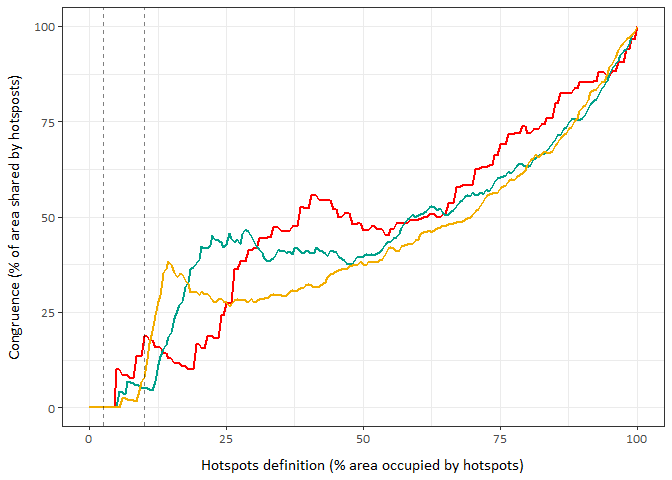 Congruence (% of area shared by hotsposts)
100
75
50
25
0
0 25 50 75 100
Hotspots definition (% area occupied by hotspots)